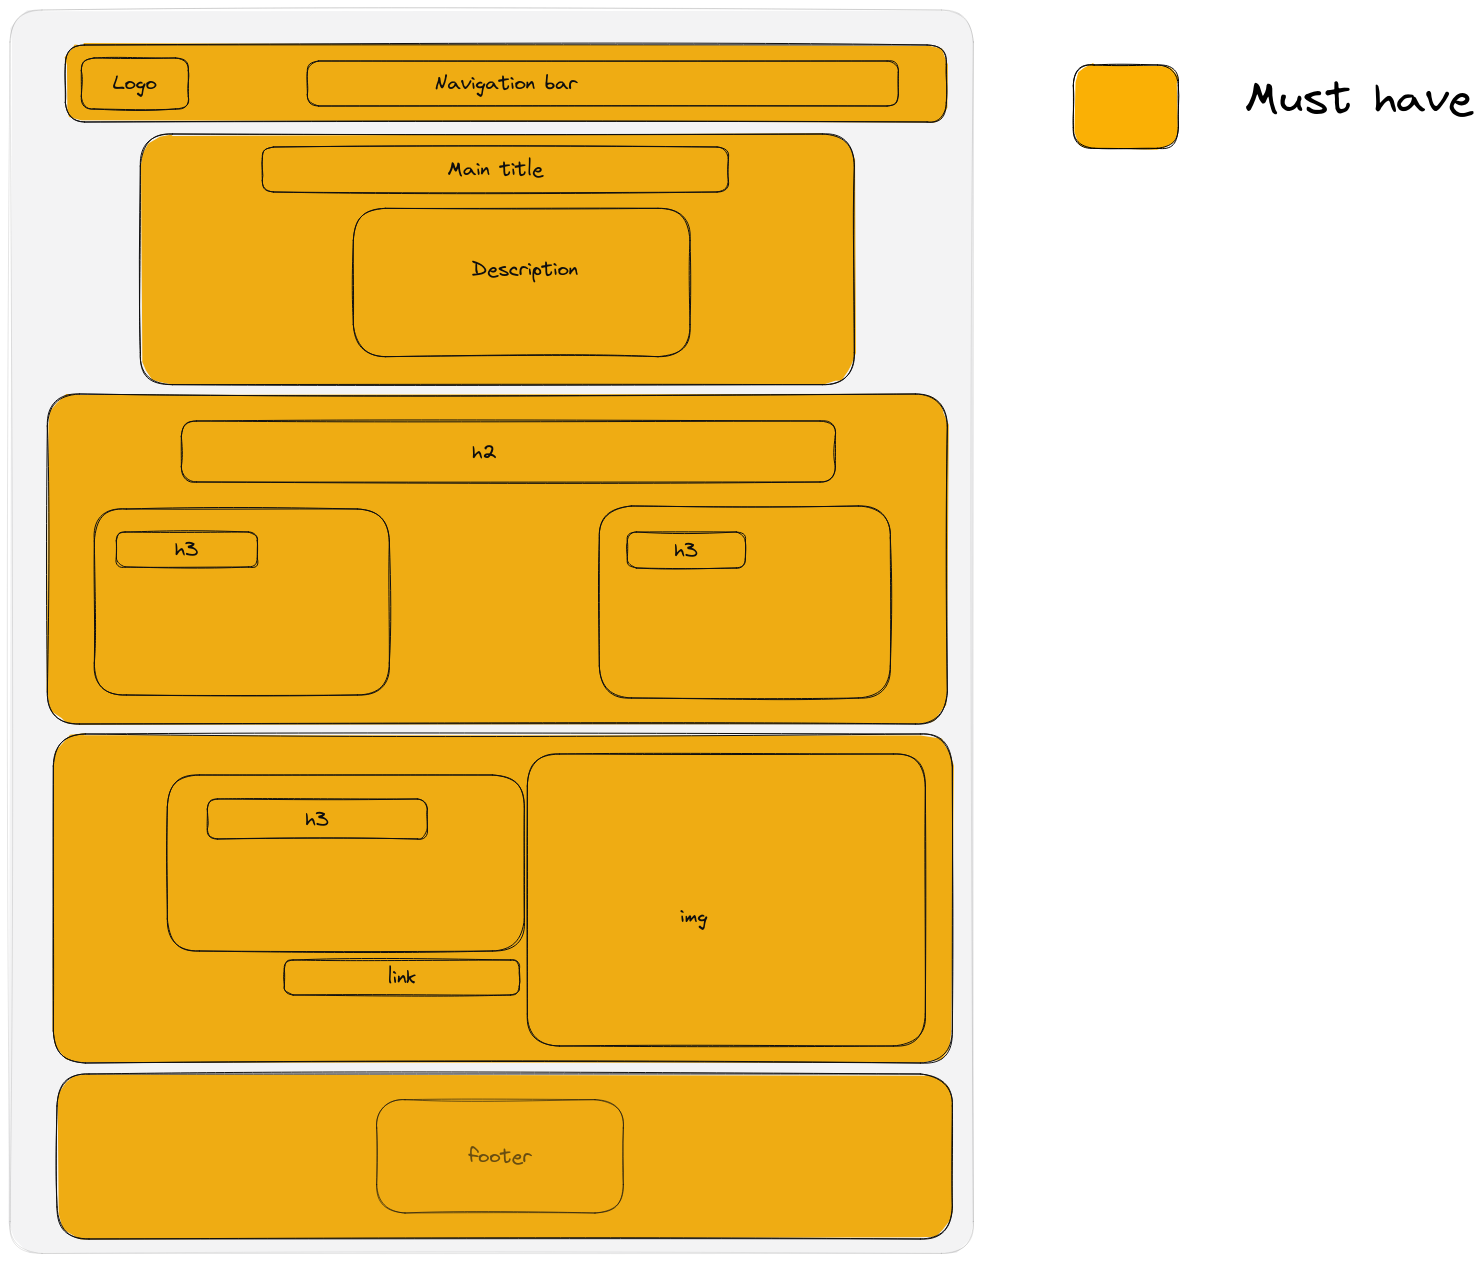 Logo
Navigation bar
Must have
Main title
Description
h2
h3
h3
h3
img
link
footer